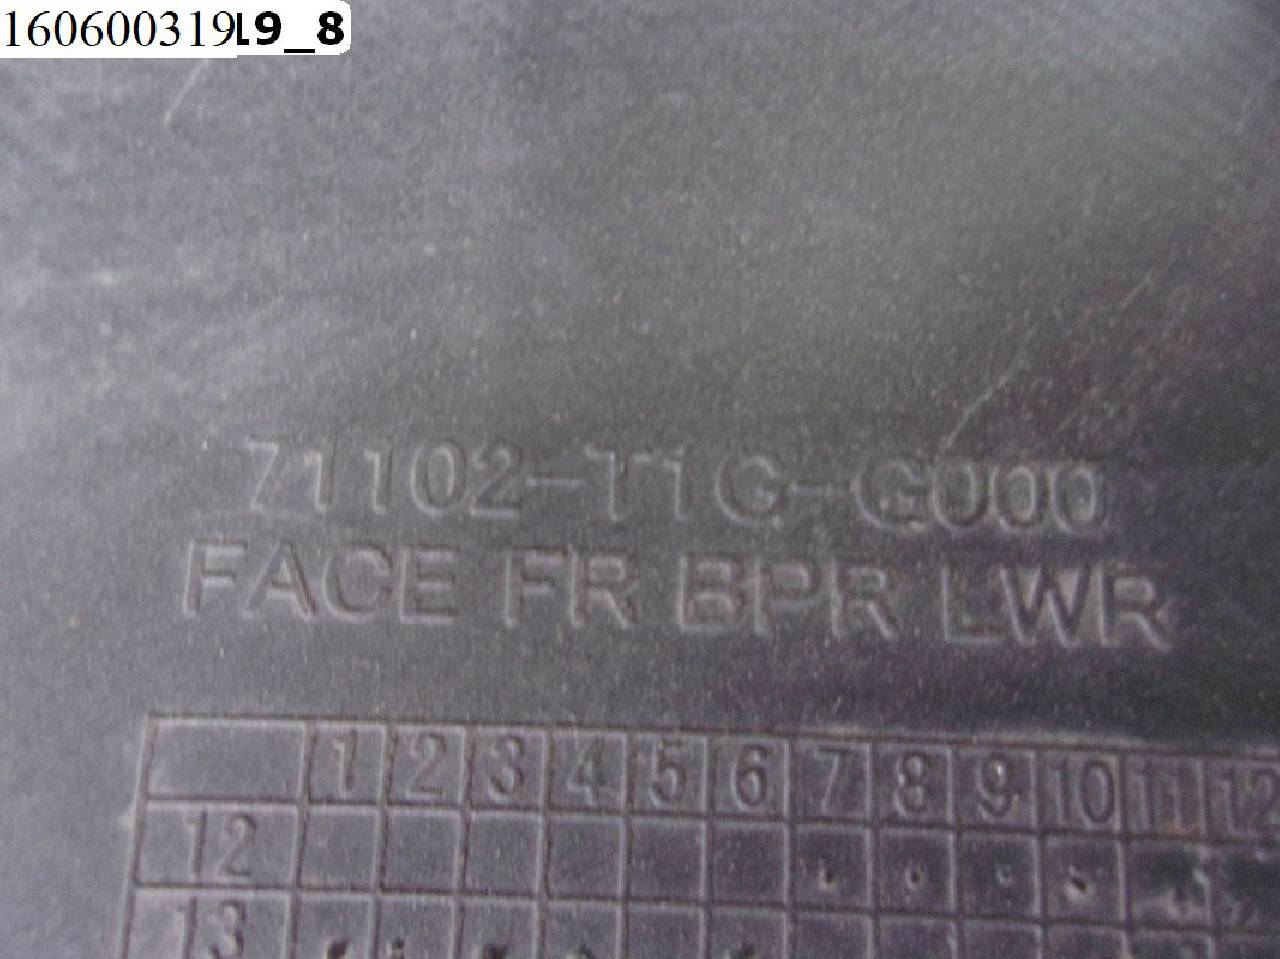 160600319L9_8
71102-T1G-G000
FACE FR BPR LWR
1 2 3 4 5 6 7 8 9 10 11 12
12
13